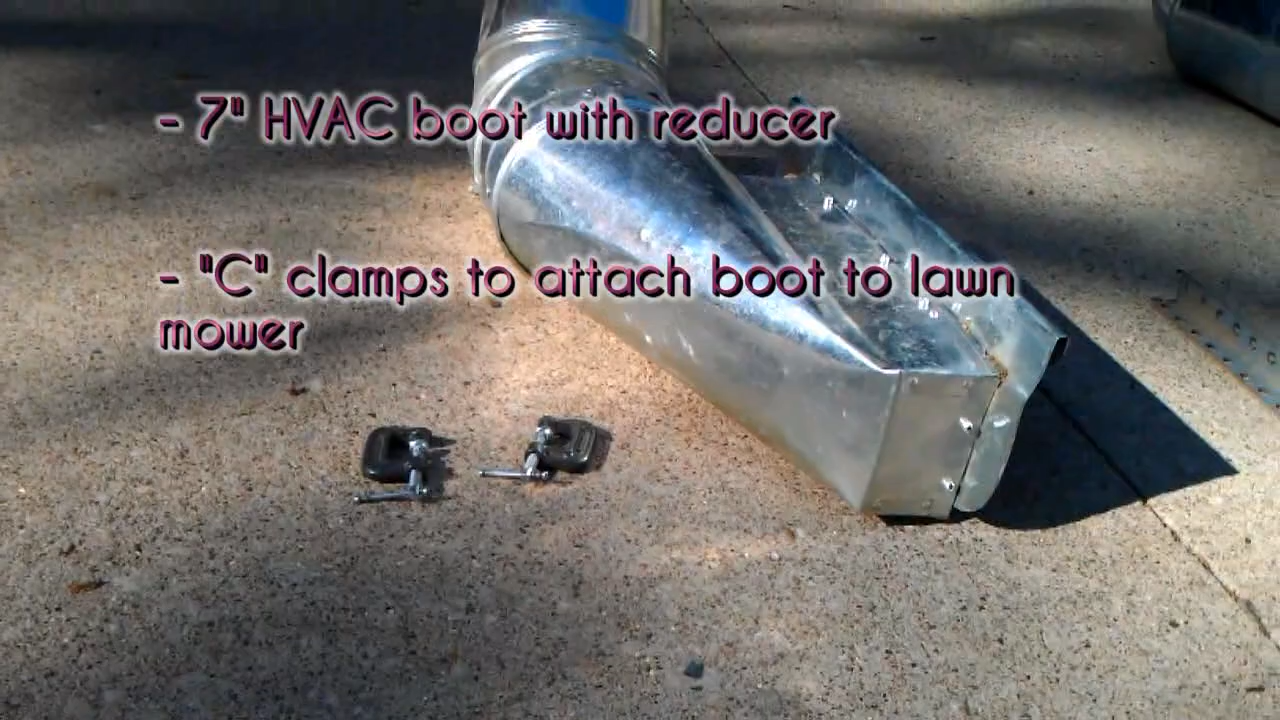 - 7" HVAC boot with reducer
- "C" clamps to attach boot to lawn
mower